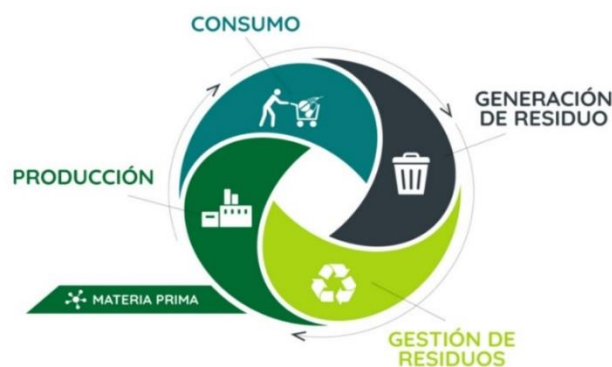 CONSUMO
GENERACIÓN
DE RESIDUO
PRODUCCIÓN
MATERIA PRIMA
GESTIÓN DE
RESIDUOS